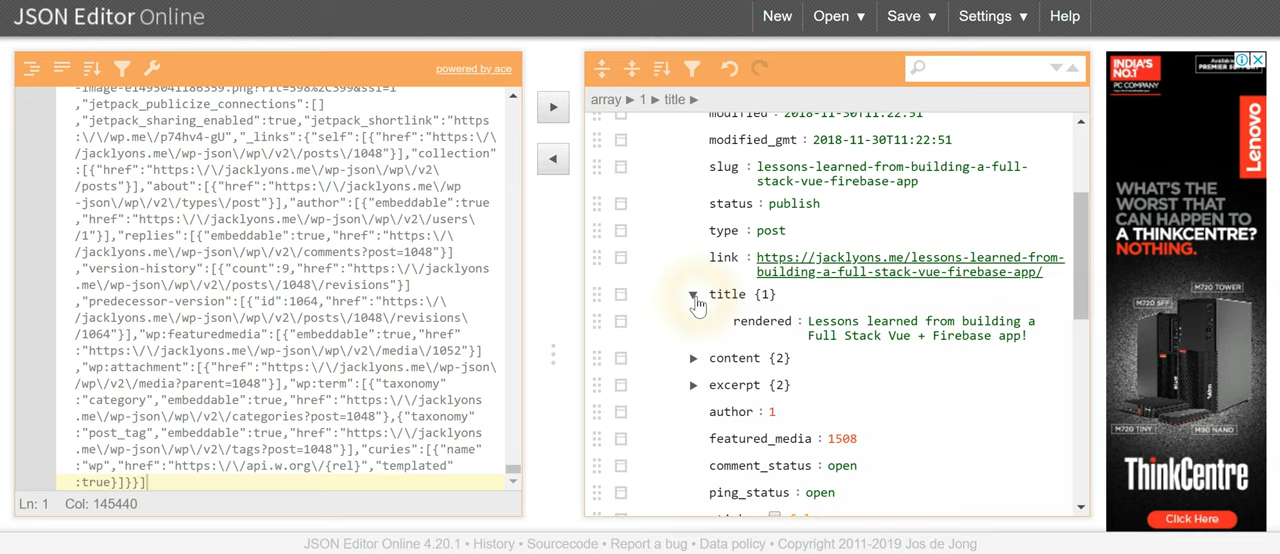 JSON Editor Online
New Open ▼ Save ▼ Settings ▼ Help
powered by ace
,"jetpack_publicize_connections":[]
,"jetpack_sharing_enabled":true,"jetpack_shortlink":"https
:\/\/wp.me\/p74hv4-gU","_links":{"self":[{"href":"https:\/\
/jacklyons.me\/wp-json\/wp\/v2\/posts\/1048"}],"collection"
:[{"href":"https:\/\/jacklyons.me\/wp-json\/wp\/v2\
/posts"}],"about":[{"href":"https:\/\/jacklyons.me\/wp
-json\/wp\/v2\/types\/post"}],"author":[{"embeddable":true
,"href":"https:\/\/jacklyons.me\/wp-json\/wp\/v2\/users\
/1"}],"replies":[{"embeddable":true,"href":"https:\/\
/jacklyons.me\/wp-json\/wp\/v2\/comments?post=1048"}]
,"version-history":[{"count":9,"href":"https:\/\/jacklyons
.me\/wp-json\/wp\/v2\/posts\/1048\/revisions"}]
,"predecessor-version":[{"id":1064,"href":"https:\/\
/jacklyons.me\/wp-json\/wp\/v2\/posts\/1048\/revisions\
/1064"}],"wp:featuredmedia":[{"embeddable":true,"href"
:"https:\/\/jacklyons.me\/wp-json\/wp\/v2\/media\/1052"}]
,"wp:attachment":[{"href":"https:\/\/jacklyons.me\/wp-json\
/wp\/v2\/media?parent=1048"}],"wp:term":[{"taxonomy"
:"category","embeddable":true,"href":"https:\/\/jacklyons
.me\/wp-json\/wp\/v2\/categories?post=1048"},{"taxonomy"
:"post_tag","embeddable":true,"href":"https:\/\/jacklyons
.me\/wp-json\/wp\/v2\/tags?post=1048"}],"curies":[{"name"
:"wp","href":"https:\/\/api.w.org\/{rel}","templated"
:true}]}}]
Ln: 1 Col: 145440
array ▶ 1 ▶ title ▶
modified : 2018-11-30T11:22:51
modified_gmt : 2018-11-30T11:22:51
slug : lessons-learned-from-building-a-full-
stack-vue-firebase-app
status : publish
type : post
link : https://jacklyons.me/lessons-learned-from-
building-a-full-stack-vue-firebase-app/
title {1}
rendered : Lessons learned from building a
Full Stack Vue + Firebase app!
content {2}
excerpt {2}
author : 1
featured_media : 1508
comment_status : open
ping_status : open
INDIA'S
NO.1
PC COMPANY
Lenovo
WHAT'S THE
WORST THAT
CAN HAPPEN TO
A THINKCENTRE?
NOTHING.
M720 SFF
M720 TOWER
M720 TINY
M90 NANO
ThinkCentre
Click Here
JSON Editor Online 4.20.1 • History • Sourcecode • Report a bug • Data policy • Copyright 2011-2019 Jos de Jong